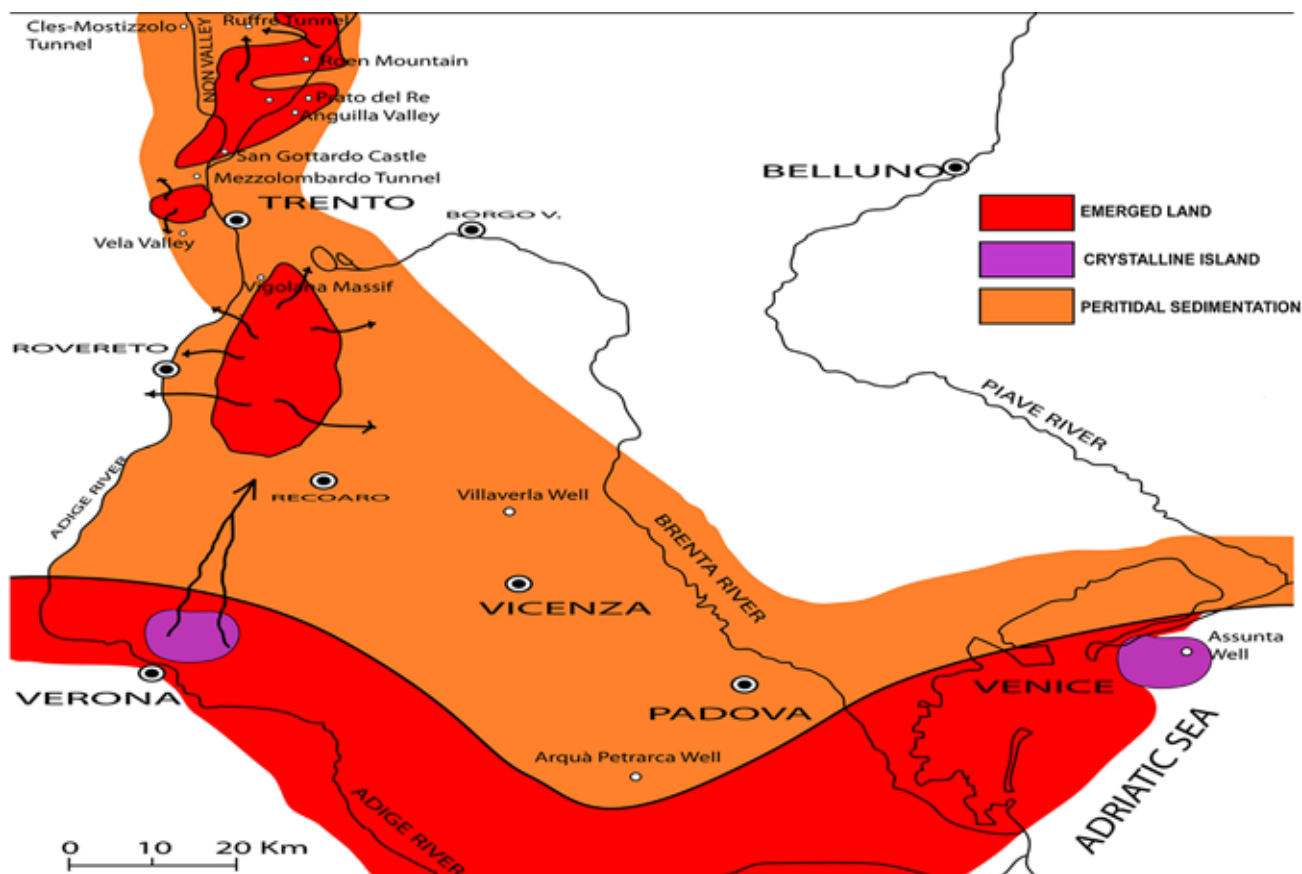 Cles-Mostizzolo
Tunnel
Ruffrè Tunnel
NON VALLEY
Roen Mountain
Prato del Re
Anguilla Valley
San Gottardo Castle
Mezzolombardo Tunnel
TRENTO
BELLUNO
BORGO V.
Vela Valley
Vigolana Massif
EMERGED LAND
CRYSTALLINE ISLAND
PERITIDAL SEDIMENTATION
ROVERETO
PIAVE RIVER
ADIGE RIVER
RECOARO
Villaverla Well
BRENTA RIVER
VICENZA
Assunta
Well
VERONA
VENICE
PADOVA
Arquà Petrarca Well
ADRIATIC SEA
ADIGE RIVER
0 10 20 Km